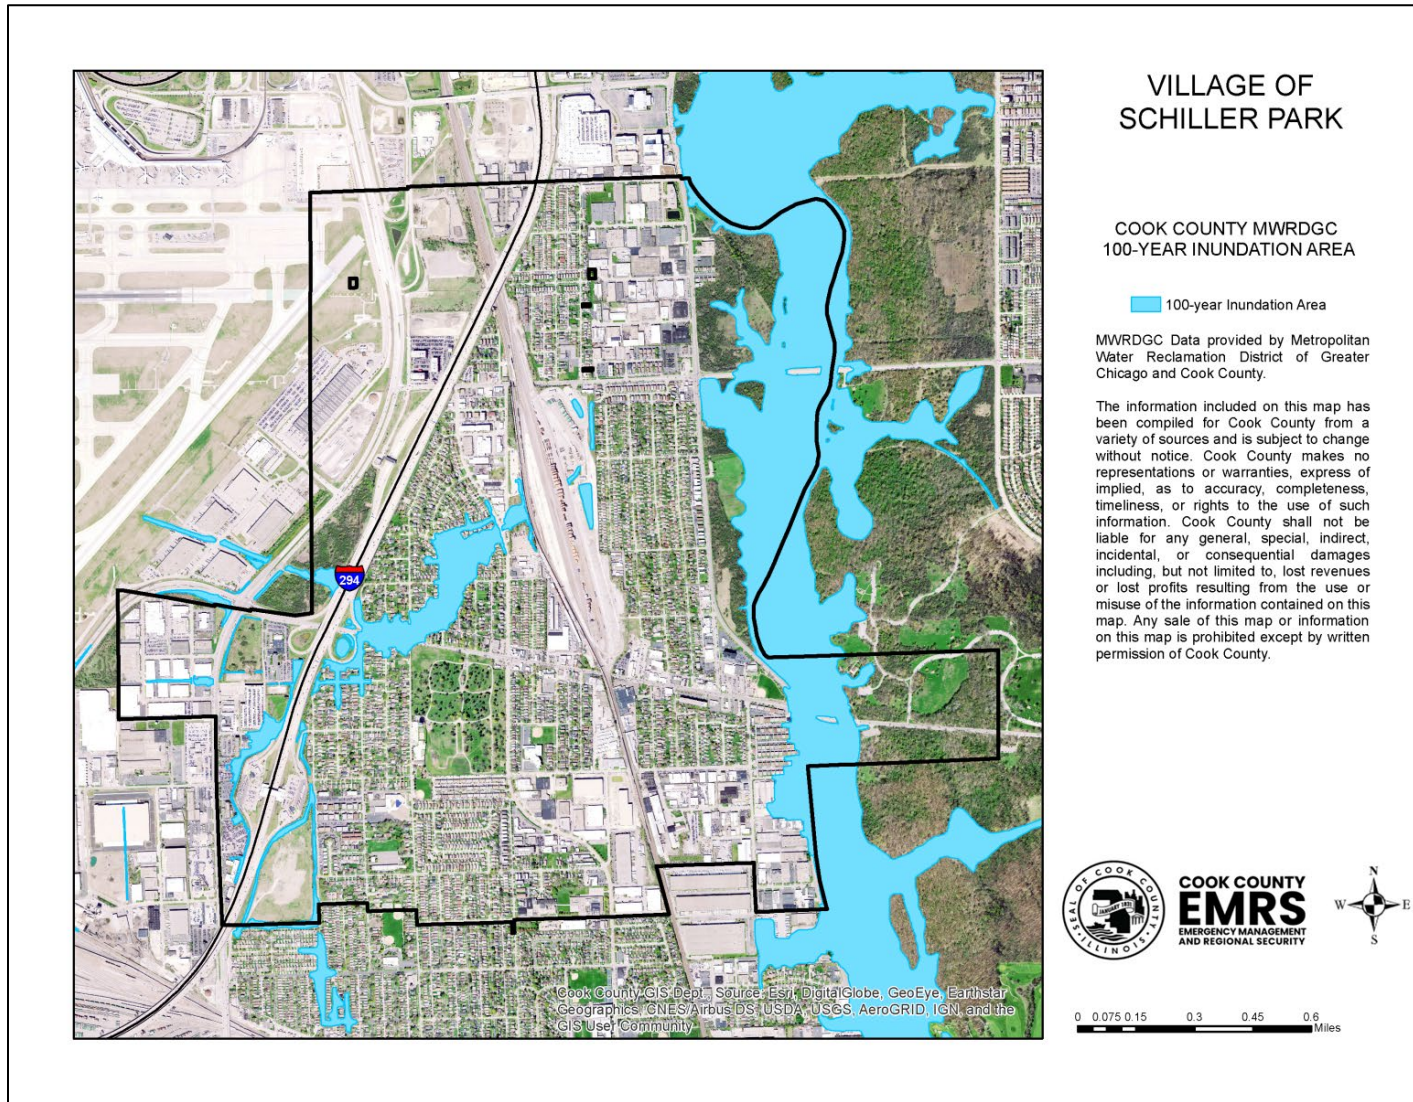 VILLAGE OF
SCHILLER PARK
COOK COUNTY MWRDGC
100-YEAR INUNDATION AREA
100-year Inundation Area
MWRDGC Data provided by Metropolitan
Water Reclamation District of Greater
Chicago and Cook County.
The information included on this map has
been compiled for Cook County from a
variety of sources and is subject to change
without notice. Cook County makes no
representations or warranties, express of
implied, as to accuracy, completeness,
timeliness, or rights to the use of such
information. Cook County shall not be
liable for any general, special, indirect,
incidental, or consequential damages
including, but not limited to, lost revenues
or lost profits resulting from the use or
misuse of the information contained on this
map. Any sale of this map or information
on this map is prohibited except by written
permission of Cook County.
294
SEAL OF COOK COUNTY
JANUARY 1831
ILLINOIS
COOK COUNTY
EMRS
EMERGENCY MANAGEMENT
AND REGIONAL SECURITY
N
W E
S
Cook County GIS Dept., Source: Esri, DigitalGlobe, GeoEye, Earthstar
Geographics, CNES/Airbus DS, USDA, USGS, AeroGRID, IGN, and the
GIS User Community
0 0.075 0.15 0.3 0.45 0.6
Miles